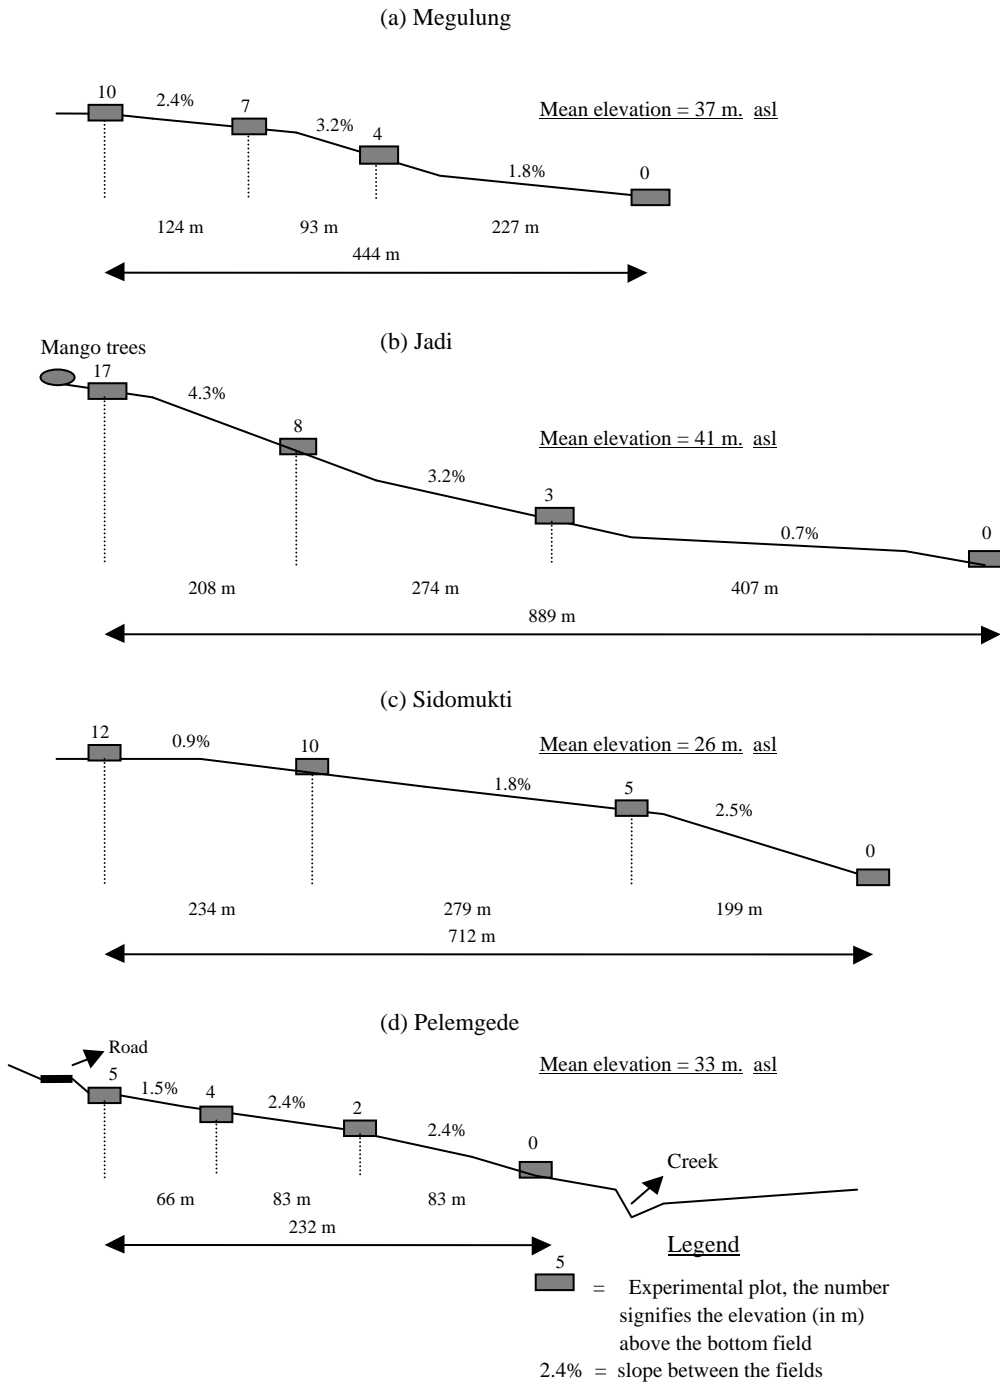 (a) Megulung
10
2.4%
7
3.2%
4
1.8%
0
Mean elevation = 37 m. asl
124 m 93 m 227 m
444 m
(b) Jadi
Mango trees
17
4.3%
8
3.2%
3
0.7%
0
Mean elevation = 41 m. asl
208 m 274 m 407 m
889 m
(c) Sidomukti
12
0.9%
10
1.8%
5
2.5%
0
Mean elevation = 26 m. asl
234 m 279 m 199 m
712 m
(d) Pelemgede
Road
5
1.5%
4
2.4%
2
2.4%
0
Mean elevation = 33 m. asl
Creek
66 m 83 m 83 m
232 m
Legend
5
= Experimental plot, the number
signifies the elevation (in m)
above the bottom field
2.4% = slope between the fields